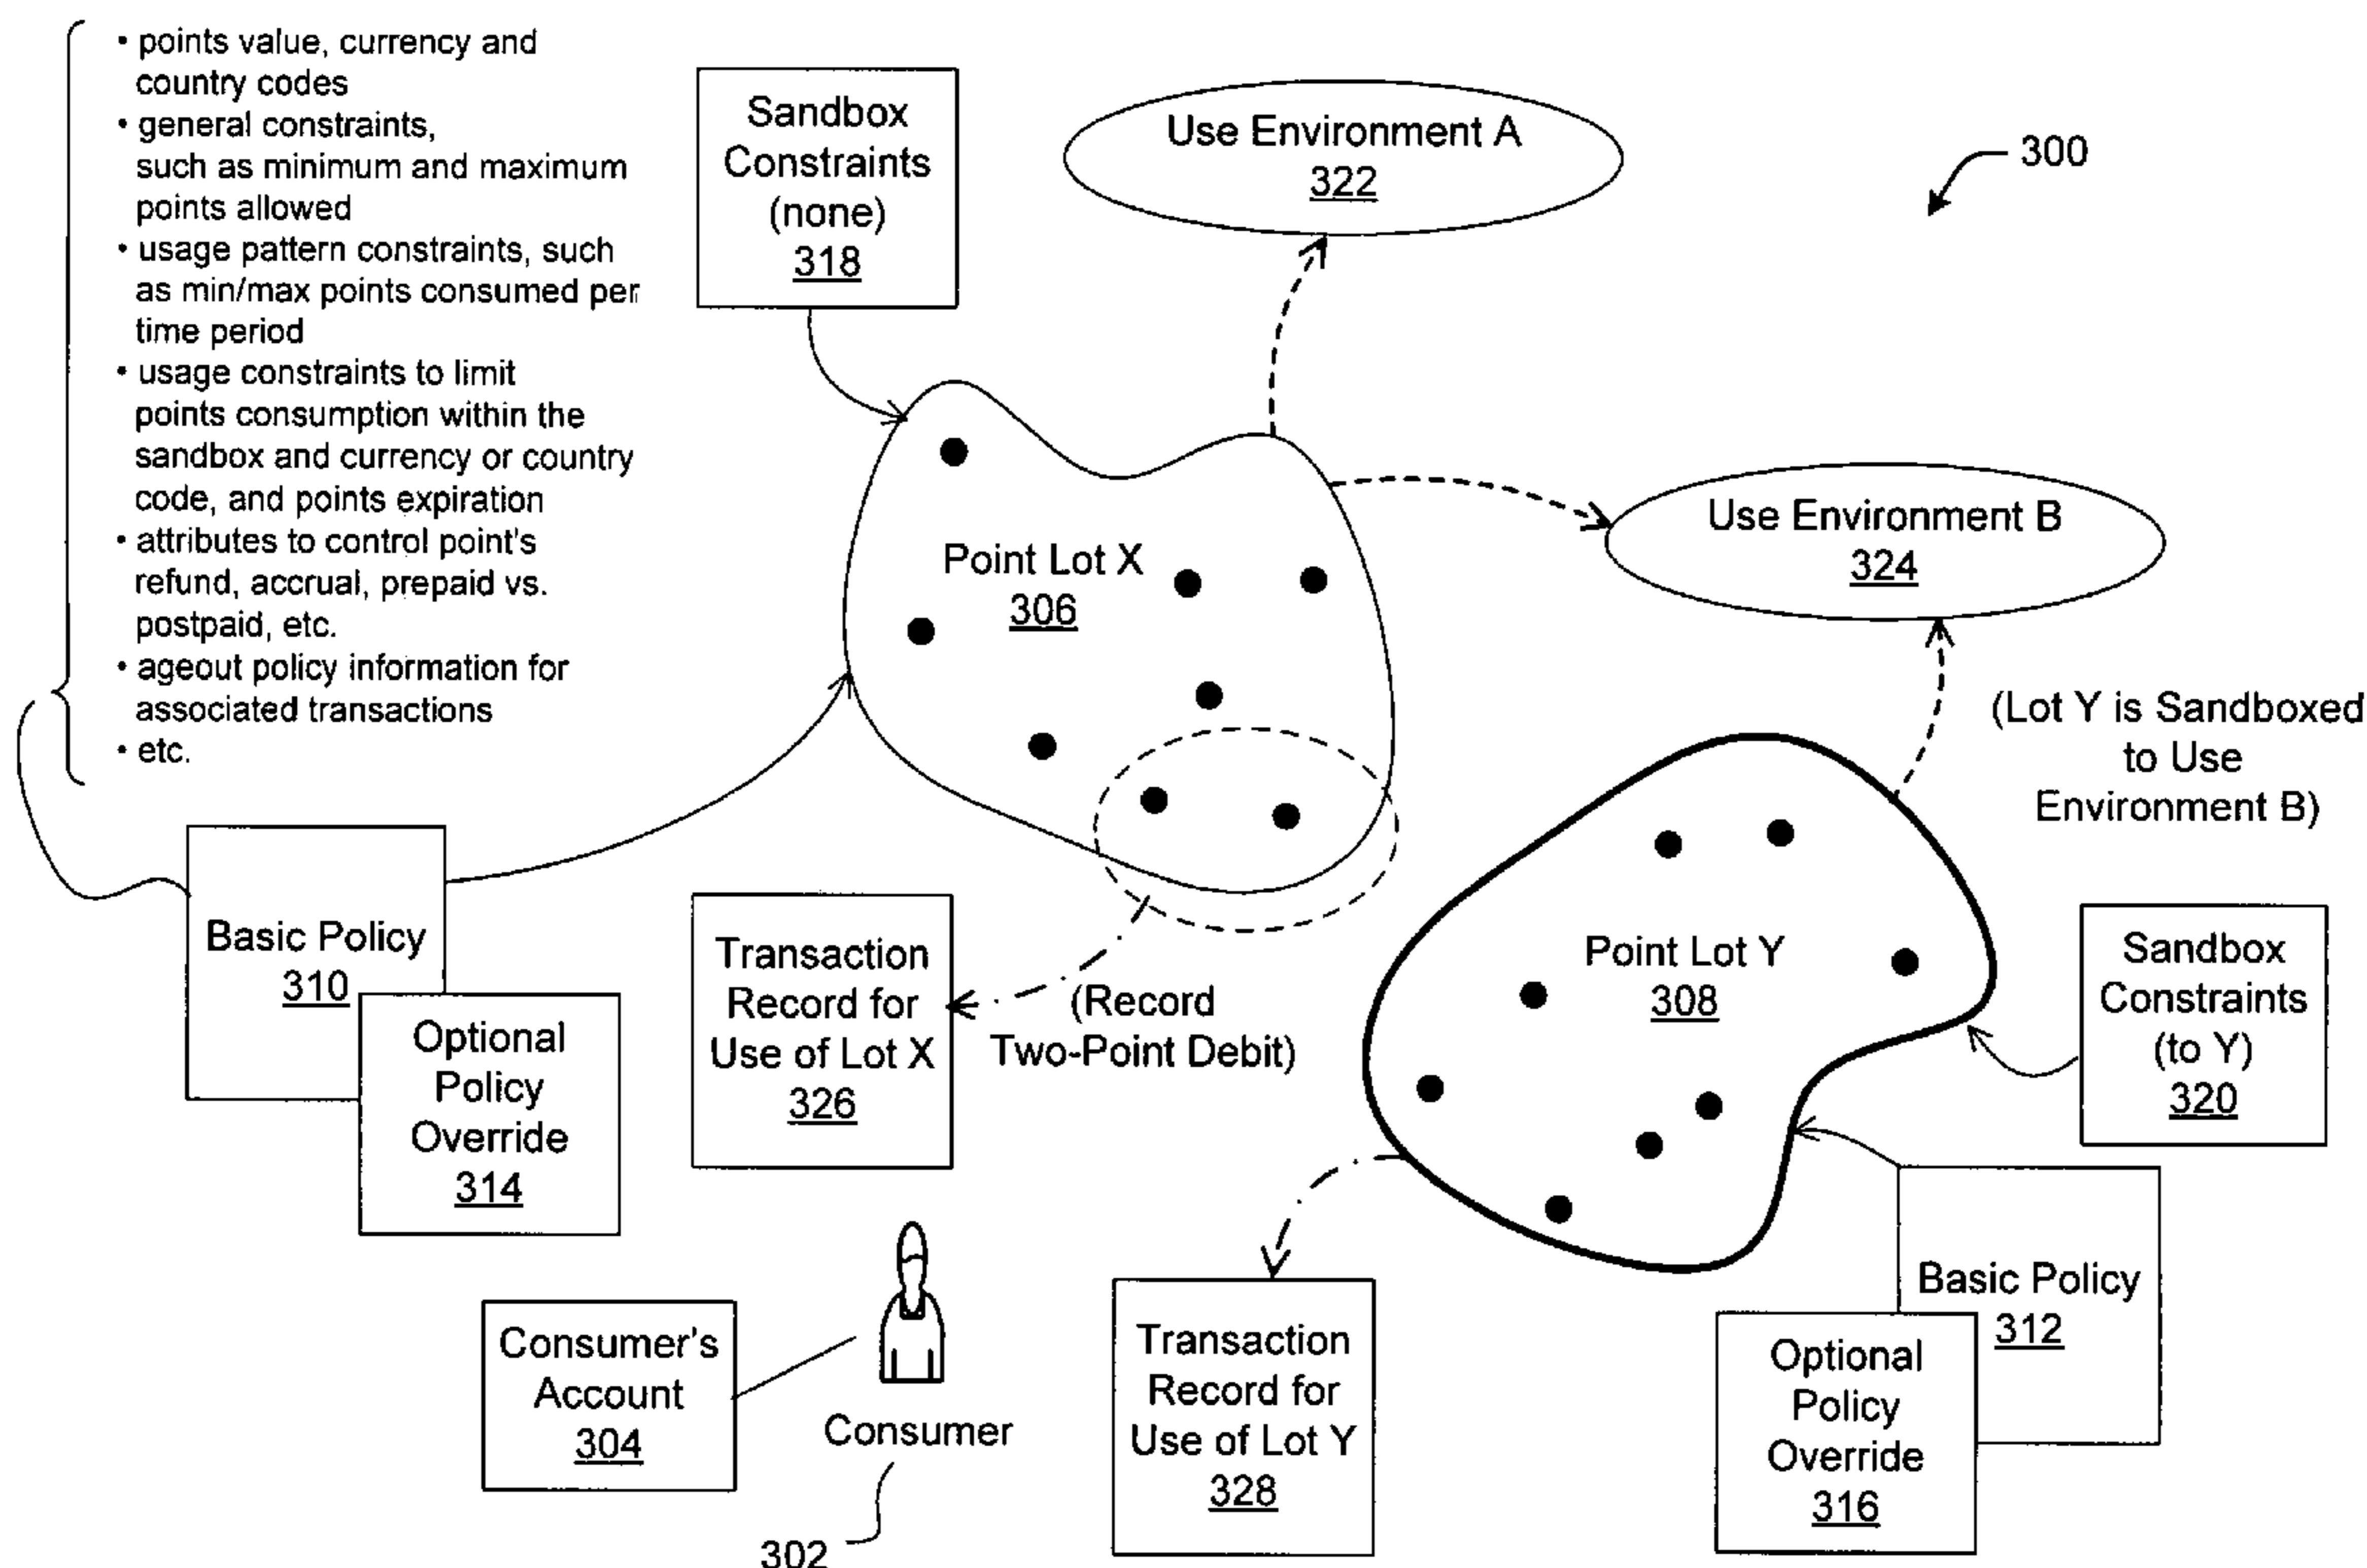 • points value, currency and
country codes
• general constraints,
such as minimum and maximum
points allowed
• usage pattern constraints, such
as min/max points consumed per
time period
• usage constraints to limit
points consumption within the
sandbox and currency or country
code, and points expiration
• attributes to control point's
refund, accrual, prepaid vs.
postpaid, etc.
• ageout policy information for
associated transactions
• etc.
Sandbox
Constraints
(none)
318
Use Environment A
322
300
Point Lot X
306
Use Environment B
324
(Lot Y is Sandboxed
to Use
Environment B)
Basic Policy
310
Optional
Policy
Override
314
Transaction
Record for
Use of Lot X
326
(Record
Two-Point Debit)
Point Lot Y
308
Sandbox
Constraints
(to Y)
320
Consumer's
Account
304
Consumer
302
Transaction
Record for
Use of Lot Y
328
Basic Policy
312
Optional
Policy
Override
316